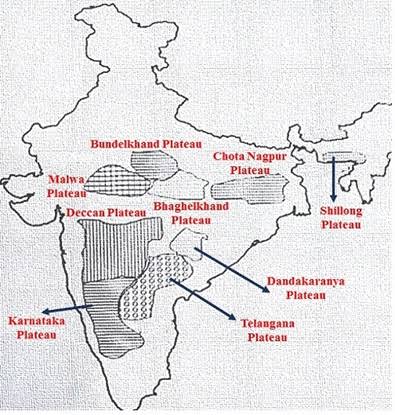 Bundelkhand Plateau
Chota Nagpur
Plateau
Malwa
Plateau
Bhaghelkhand
Plateau
Deccan Plateau
Shillong
Plateau
Dandakaranya
Plateau
Karnataka
Plateau
Telangana
Plateau